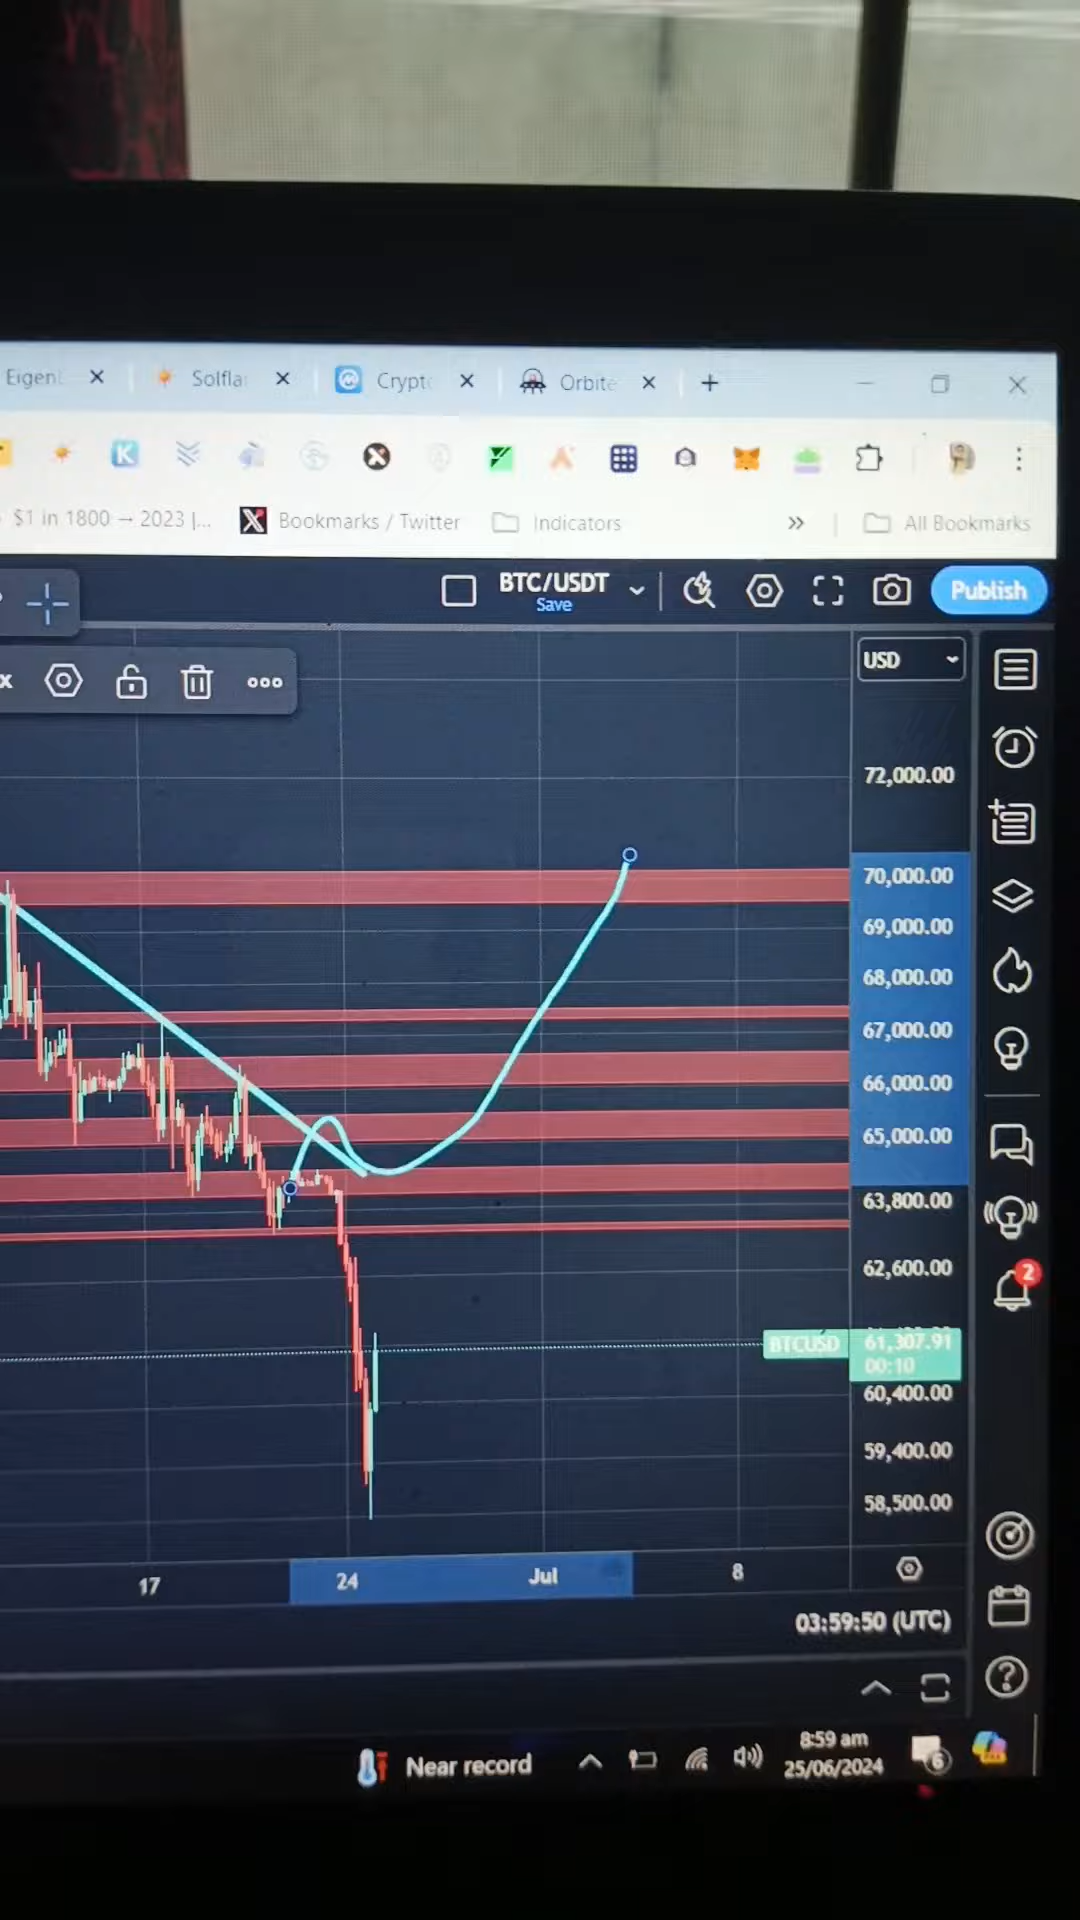 Solfla
Crypt
Orbite
$1 in 1800 → 2023 |...
Bookmarks / Twitter
Indicators
»
All Bookmarks
BTC/USDT
Save
Publish
x
USD
72,000.00
70,000.00
69,000.00
68,000.00
67,000.00
66,000.00
65,000.00
63,800.00
62,600.00
2
BTCUSD
61,307.91
00:10
60,400.00
59,400.00
58,500.00
17
24
Jul
8
03:59:50 (UTC)
Near record
8:59 am
25/06/2024
6